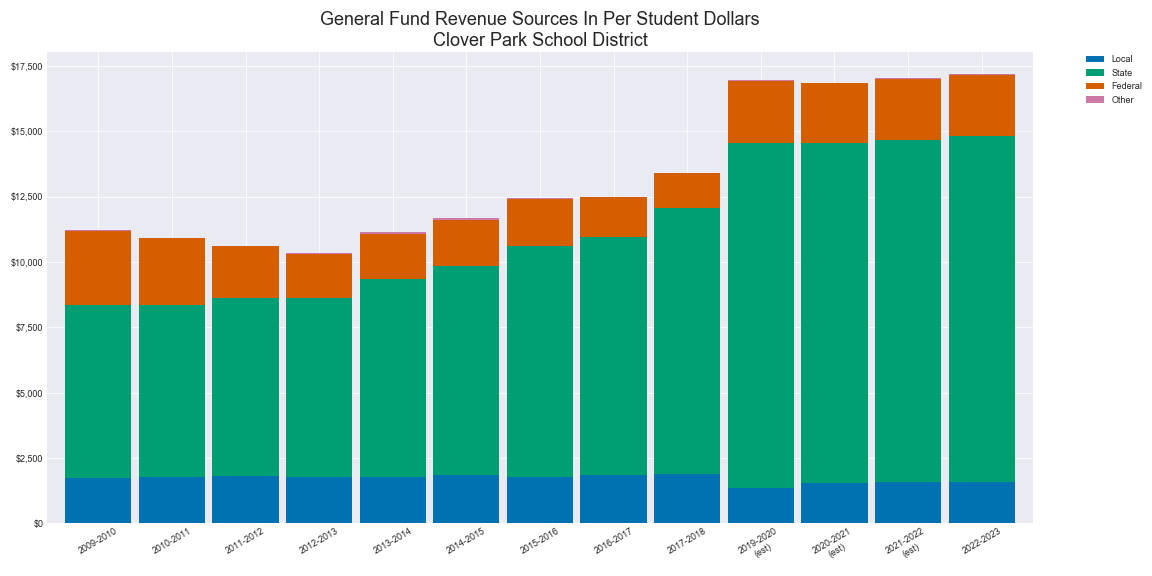 General Fund Revenue Sources In Per Student Dollars
Clover Park School District
Local
State
Federal
Other
$17,500
$15,000
$12,500
$10,000
$7,500
$5,000
$2,500
$0
2009-2010
2010-2011
2011-2012
2012-2013
2013-2014
2014-2015
2015-2016
2016-2017
2017-2018
2019-2020
(est)
2020-2021
(est)
2021-2022
(est)
2022-2023